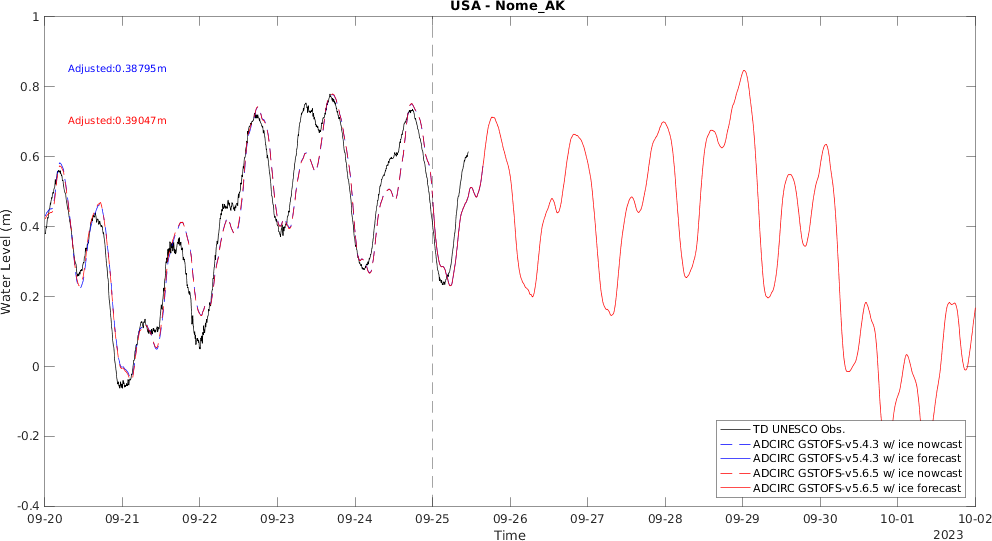 USA - Nome_AK
Adjusted:0.38795m
Adjusted:0.39047m
Water Level (m)
1
0.8
0.6
0.4
0.2
0
-0.2
-0.4
TD UNESCO Obs.
ADCIRC GSTOFS-v5.4.3 w/ ice nowcast
ADCIRC GSTOFS-v5.4.3 w/ ice forecast
ADCIRC GSTOFS-v5.6.5 w/ ice nowcast
ADCIRC GSTOFS-v5.6.5 w/ ice forecast
09-20 09-21 09-22 09-23 09-24 09-25 09-26 09-27 09-28 09-29 09-30 10-01 10-02
Time
2023